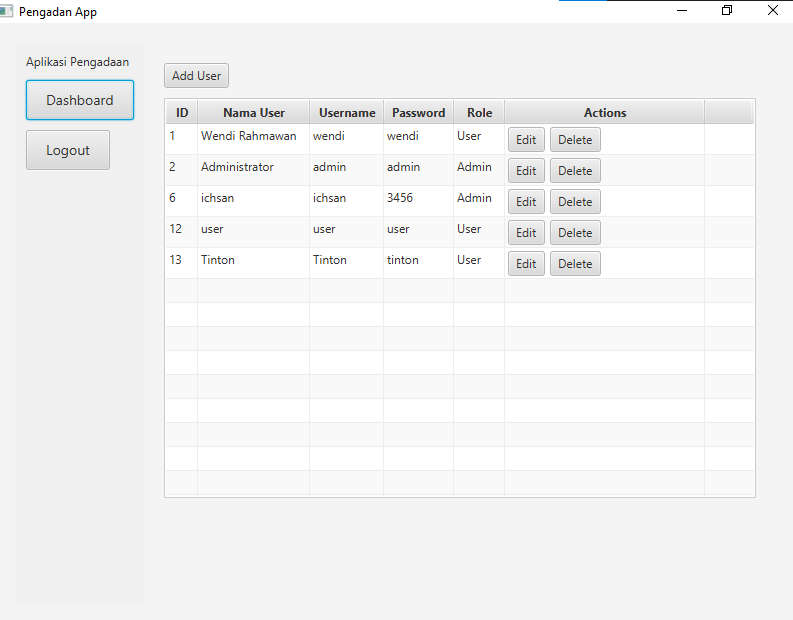 Pengadan App
Aplikasi Pengadaan
Dashboard
Logout
Add User
ID Nama User Username Password Role Actions
1 Wendi Rahmawan wendi wendi User Edit Delete
2 Administrator admin admin Admin Edit Delete
6 ichsan ichsan 3456 Admin Edit Delete
12 user user user User Edit Delete
13 Tinton Tinton tinton User Edit Delete